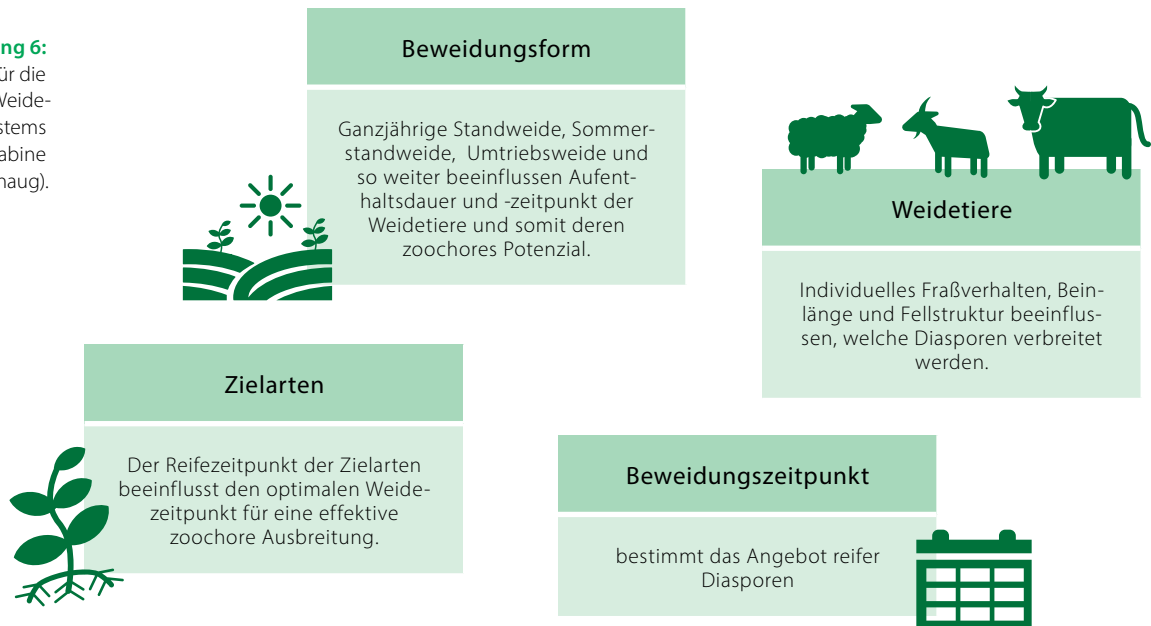 ng 6:
ür die
Weide-
stems
abine
naug).
Beweidungsform
Ganzjährige Standweide, Sommer-
standweide, Umtriebsweide und
so weiter beeinflussen Aufent-
haltsdauer und -zeitpunkt der
Weidetiere und somit deren
zoochores Potenzial.
Weidetiere
Individuelles Fraßverhalten, Bein-
länge und Fellstruktur beeinflus-
sen, welche Diasporen verbreitet
werden.
Zielarten
Der Reifezeitpunkt der Zielarten
beeinflusst den optimalen Weide-
zeitpunkt für eine effektive
zoochore Ausbreitung.
Beweidungszeitpunkt
bestimmt das Angebot reifer
Diasporen